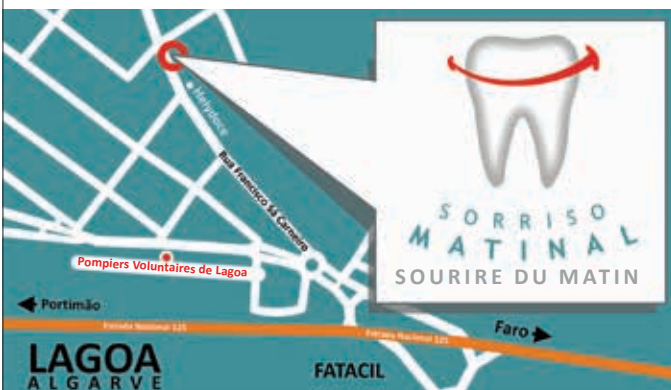 Helydoce
Rua Francisco Sá Carneiro
SORRISO
MATINAL
SOURIRE DU MATIN
Pompiers Voluntaires de Lagoa
Portimão
Estrada Nacional 125
Estrada Nacional 125
Faro
LAGOA
ALGARVE
FATACIL